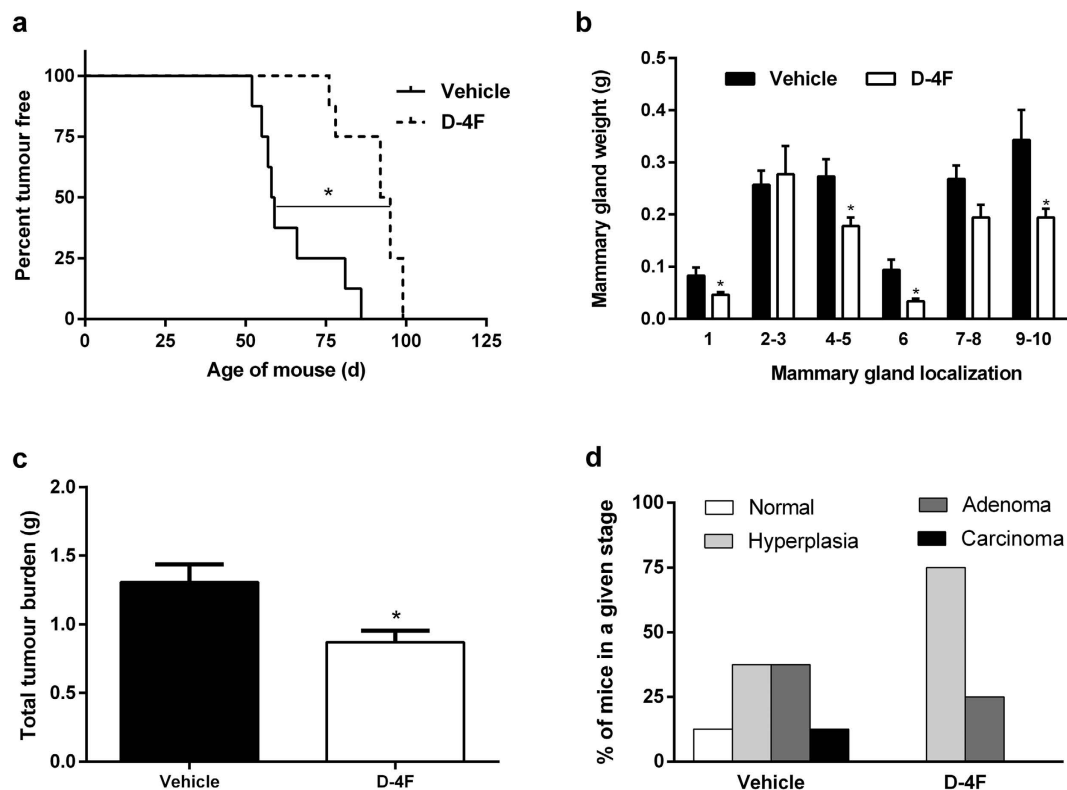 a
Percent tumour free
100
75
50
25
0
Vehicle
D-4F
*
0 25 50 75 100 125
Age of mouse (d)
b
Mammary gland weight (g)
0.5
0.4
0.3
0.2
0.1
0.0
Vehicle D-4F
* * * *
1 2-3 4-5 6 7-8 9-10
Mammary gland localization
c
Total tumour burden (g)
2.0
1.5
1.0
0.5
0.0
*
Vehicle D-4F
d
% of mice in a given stage
100
75
50
25
0
Normal Adenoma
Hyperplasia Carcinoma
Vehicle D-4F